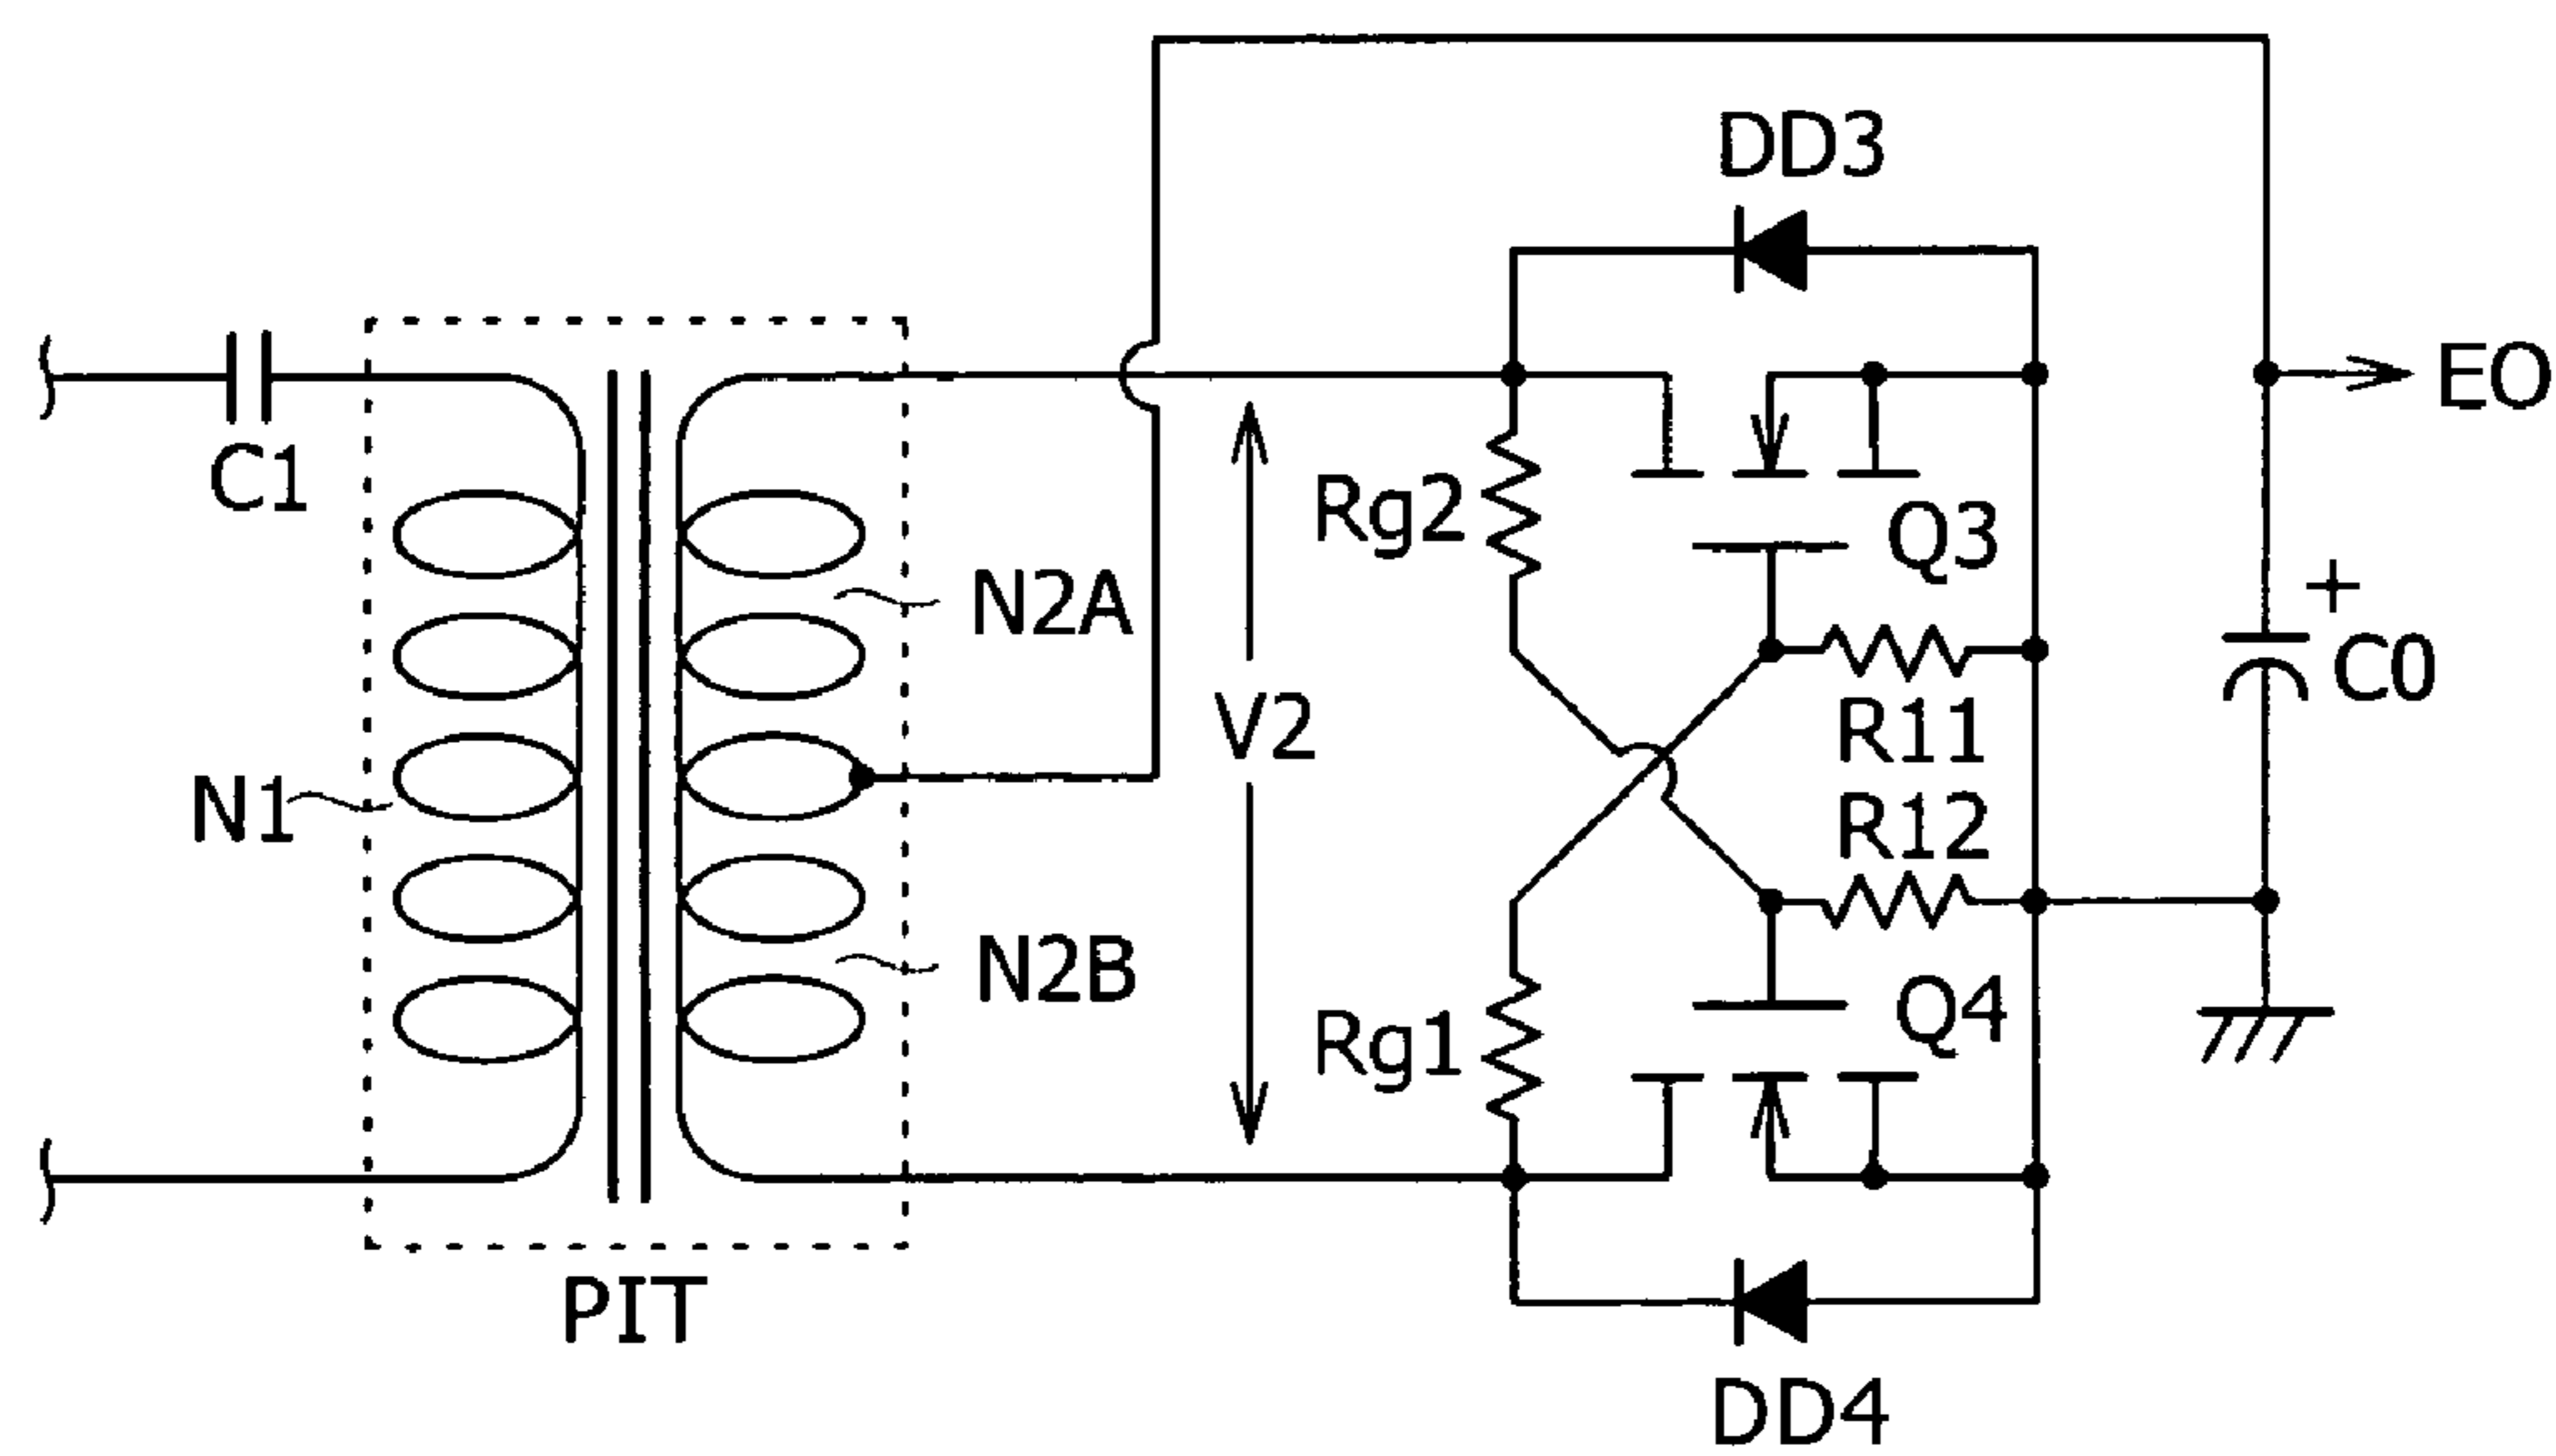 DD3
EO
C1
Rg2
Q3
N2A
+
C0
V2
R11
N1
R12
N2B
Q4
Rg1
PIT
DD4